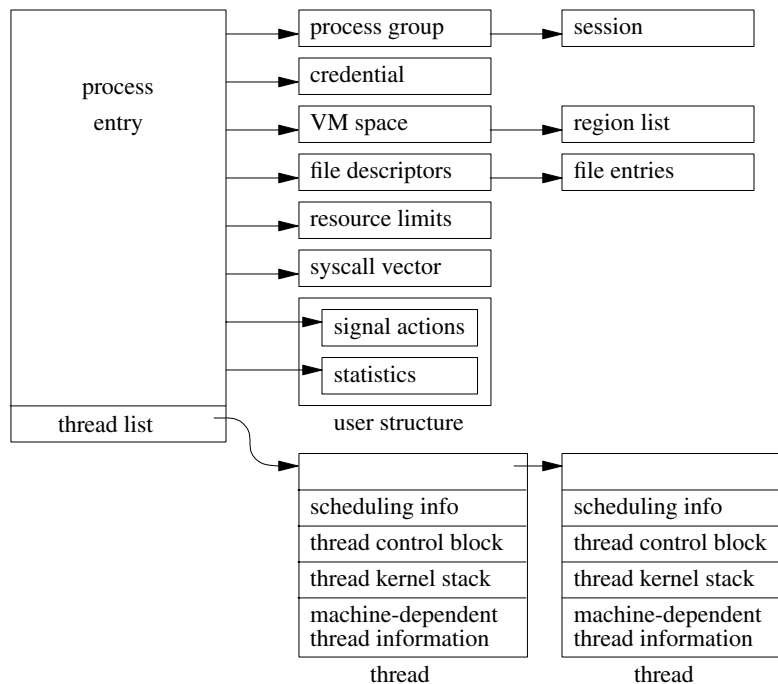 process
entry
process group
session
credential
VM space
region list
file descriptors
file entries
resource limits
syscall vector
signal actions
statistics
user structure
thread list
scheduling info
thread control block
thread kernel stack
machine-dependent
thread information
thread
scheduling info
thread control block
thread kernel stack
machine-dependent
thread information
thread